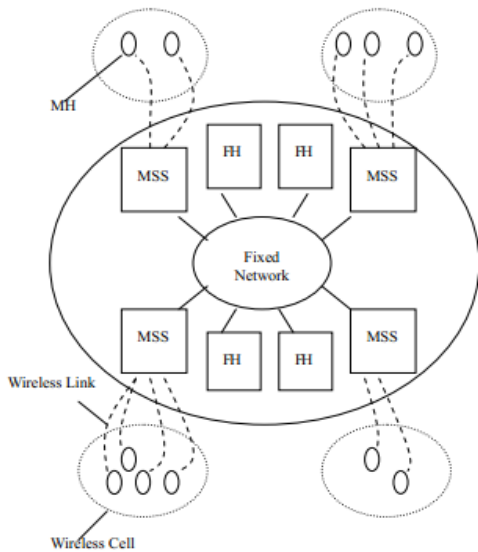 MH
MSS
FH
FH
MSS
Fixed
Network
MSS
FH
FH
MSS
Wireless Link
Wireless Cell